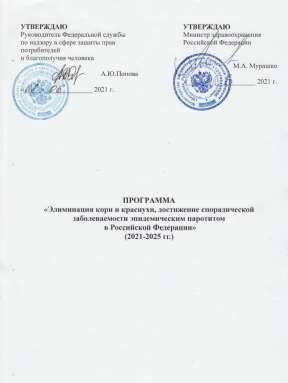 УТВЕРЖДАЮ
Руководитель Федеральной службы
по надзору в сфере защиты прав
потребителей
и благополучия человека
А.Ю.Попова
2021 г.
УТВЕРЖДАЮ
Министр здравоохранения
Российской Федерации
М.А. Мурашко
2021 г.
ПРОГРАММА
«Элиминация кори и краснухи, достижение спорадической
заболеваемости эпидемическим паротитом
в Российской Федерации»
(2021-2025 гг.)